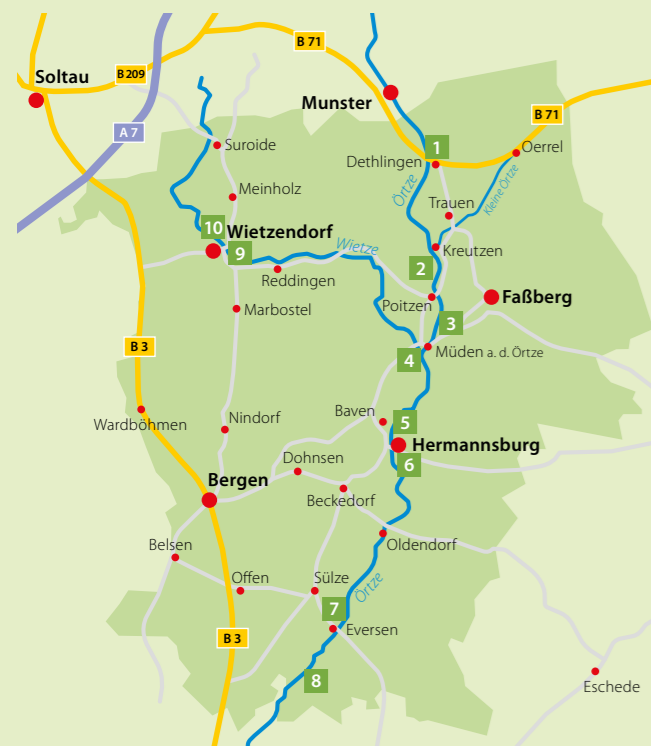 B 71
Soltau
B 209
Munster
B 71
A 7
1
Suroide
Dethlingen
Oerrel
Örtze
Kleine Örtze
Meinholz
Trauen
10
Wietzendorf
9
Wietze
Kreutzen
Reddingen
2
Faßberg
Poitzen
Marbostel
3
B 3
4
Müden a. d. Örtze
Baven
Wardböhmen
Nindorf
5
Hermannsburg
Dohnsen
6
Bergen
Beckedorf
Belsen
Oldendorf
Offen
Sülze
Örtze
7
B 3
Eversen
8
Eschede